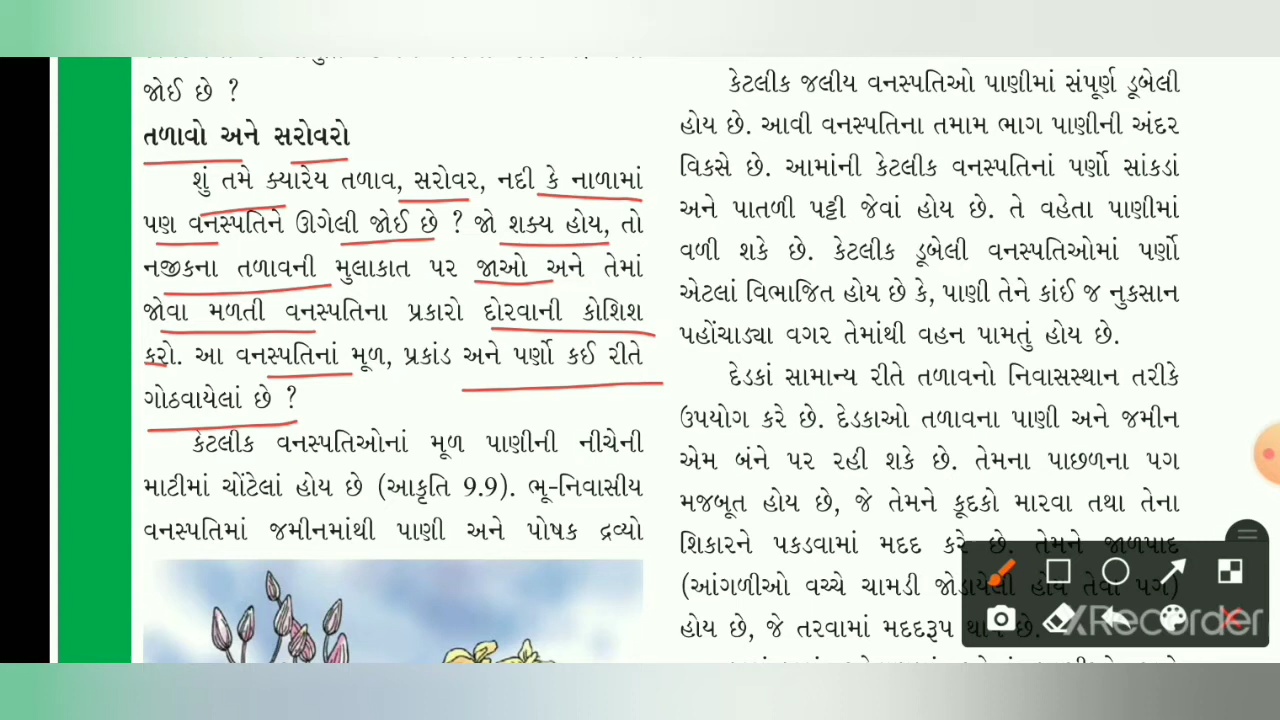 જોઈ છે ?
તળાવો અને સરોવરો
શું તમે ક્યારેય તળાવ, સરોવર, નદી કે નાળામાં
પણ વનસ્પતિને ઊગેલી જોઈ છે ? જો શક્ય હોય, તો
નજીકના તળાવની મુલાકાત પર જાઓ અને તેમાં
જોવા મળતી વનસ્પતિના પ્રકારો દોરવાની કોશિશ
કરો. આ વનસ્પતિનાં મૂળ, પ્રકાંડ અને પર્ણો કઈ રીતે
ગોઠવાયેલાં છે ?
કેટલીક વનસ્પતિઓનાં મૂળ પાણીની નીચેની
માટીમાં ચોંટેલાં હોય છે (આકૃતિ 9.9). ભૂ-નિવાસીય
વનસ્પતિમાં જમીનમાંથી પાણી અને પોષક દ્રવ્યો
કેટલીક જલીય વનસ્પતિઓ પાણીમાં સંપૂર્ણ ડૂબેલી
હોય છે. આવી વનસ્પતિના તમામ ભાગ પાણીની અંદર
વિકસે છે. આમાંની કેટલીક વનસ્પતિનાં પર્ણો સાંકડાં
અને પાતળી પટ્ટી જેવાં હોય છે. તે વહેતા પાણીમાં
વળી શકે છે. કેટલીક ડૂબેલી વનસ્પતિઓમાં પર્ણો
એટલાં વિભાજિત હોય છે કે, પાણી તેને કાંઈ જ નુકસાન
પહોંચાડ્યા વગર તેમાંથી વહન પામતું હોય છે.
દેડકાં સામાન્ય રીતે તળાવનો નિવાસસ્થાન તરીકે
ઉપયોગ કરે છે. દેડકાઓ તળાવના પાણી અને જમીન
એમ બંને પર રહી શકે છે. તેમના પાછળના પગ
મજબૂત હોય છે, જે તેમને કૂદકો મારવા તથા તેના
શિકારને પકડવામાં મદદ કરે છે. તેમને જાળપાદ
(આંગળીઓ વચ્ચે ચામડી જોડાયેલી હોય તેવા પગ)
હોય છે, જે તરવામાં મદદરૂપ થાય છે.
XRecorder